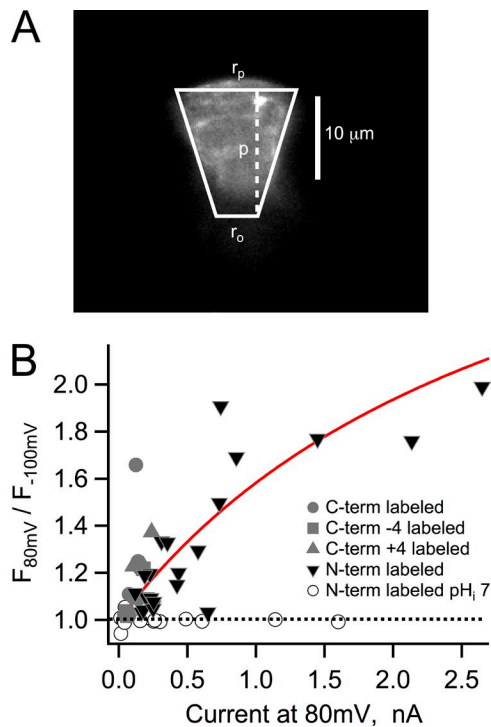 A
r_p
p
10 μm
r_o
B
F_80mV / F_-100mV
2.0
1.8
1.6
1.4
1.2
1.0
C-term labeled
C-term -4 labeled
C-term +4 labeled
N-term labeled
N-term labeled pH_i 7
0.0 0.5 1.0 1.5 2.0 2.5
Current at 80mV, nA